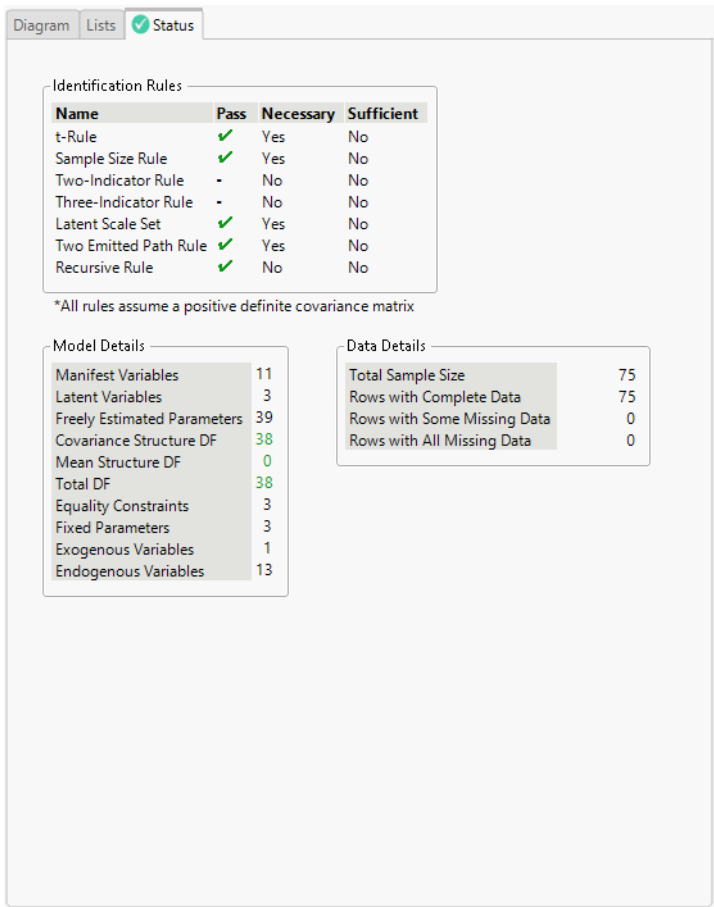 Diagram Lists Status
Identification Rules
Name Pass Necessary Sufficient
t-Rule ✔ Yes No
Sample Size Rule ✔ Yes No
Two-Indicator Rule - No No
Three-Indicator Rule - No No
Latent Scale Set ✔ Yes No
Two Emitted Path Rule ✔ Yes No
Recursive Rule ✔ No No
*All rules assume a positive definite covariance matrix
Model Details
Manifest Variables 11
Latent Variables 3
Freely Estimated Parameters 39
Covariance Structure DF 38
Mean Structure DF 0
Total DF 38
Equality Constraints 3
Fixed Parameters 3
Exogenous Variables 1
Endogenous Variables 13
Data Details
Total Sample Size 75
Rows with Complete Data 75
Rows with Some Missing Data 0
Rows with All Missing Data 0